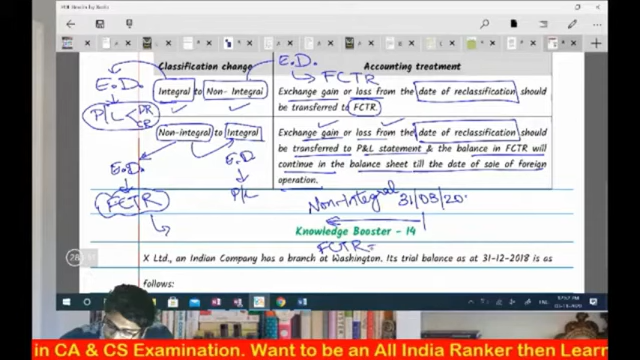 Classification change
Accounting treatment
E.D.
FCTR
E.D.
P/L
DR
CR
Integral to Non-Integral
Exchange gain or loss from the date of reclassification should be transferred to FCTR.
Non-integral to Integral
Exchange gain or loss from the date of reclassification should
be transferred to P&L statement & the balance in FCTR will
continue in the balance sheet till the date of sale of foreign
operation.
E.D.
FCTR
E.D
P/L
Non-Integral 31/03/20
Knowledge Booster - 14
FCTR=
X Ltd., an Indian Company has a branch at Washington. Its trial balance as at 31-12-2018 is as
follows:
in CA & CS Examination. Want to be an All India Ranker then Learn